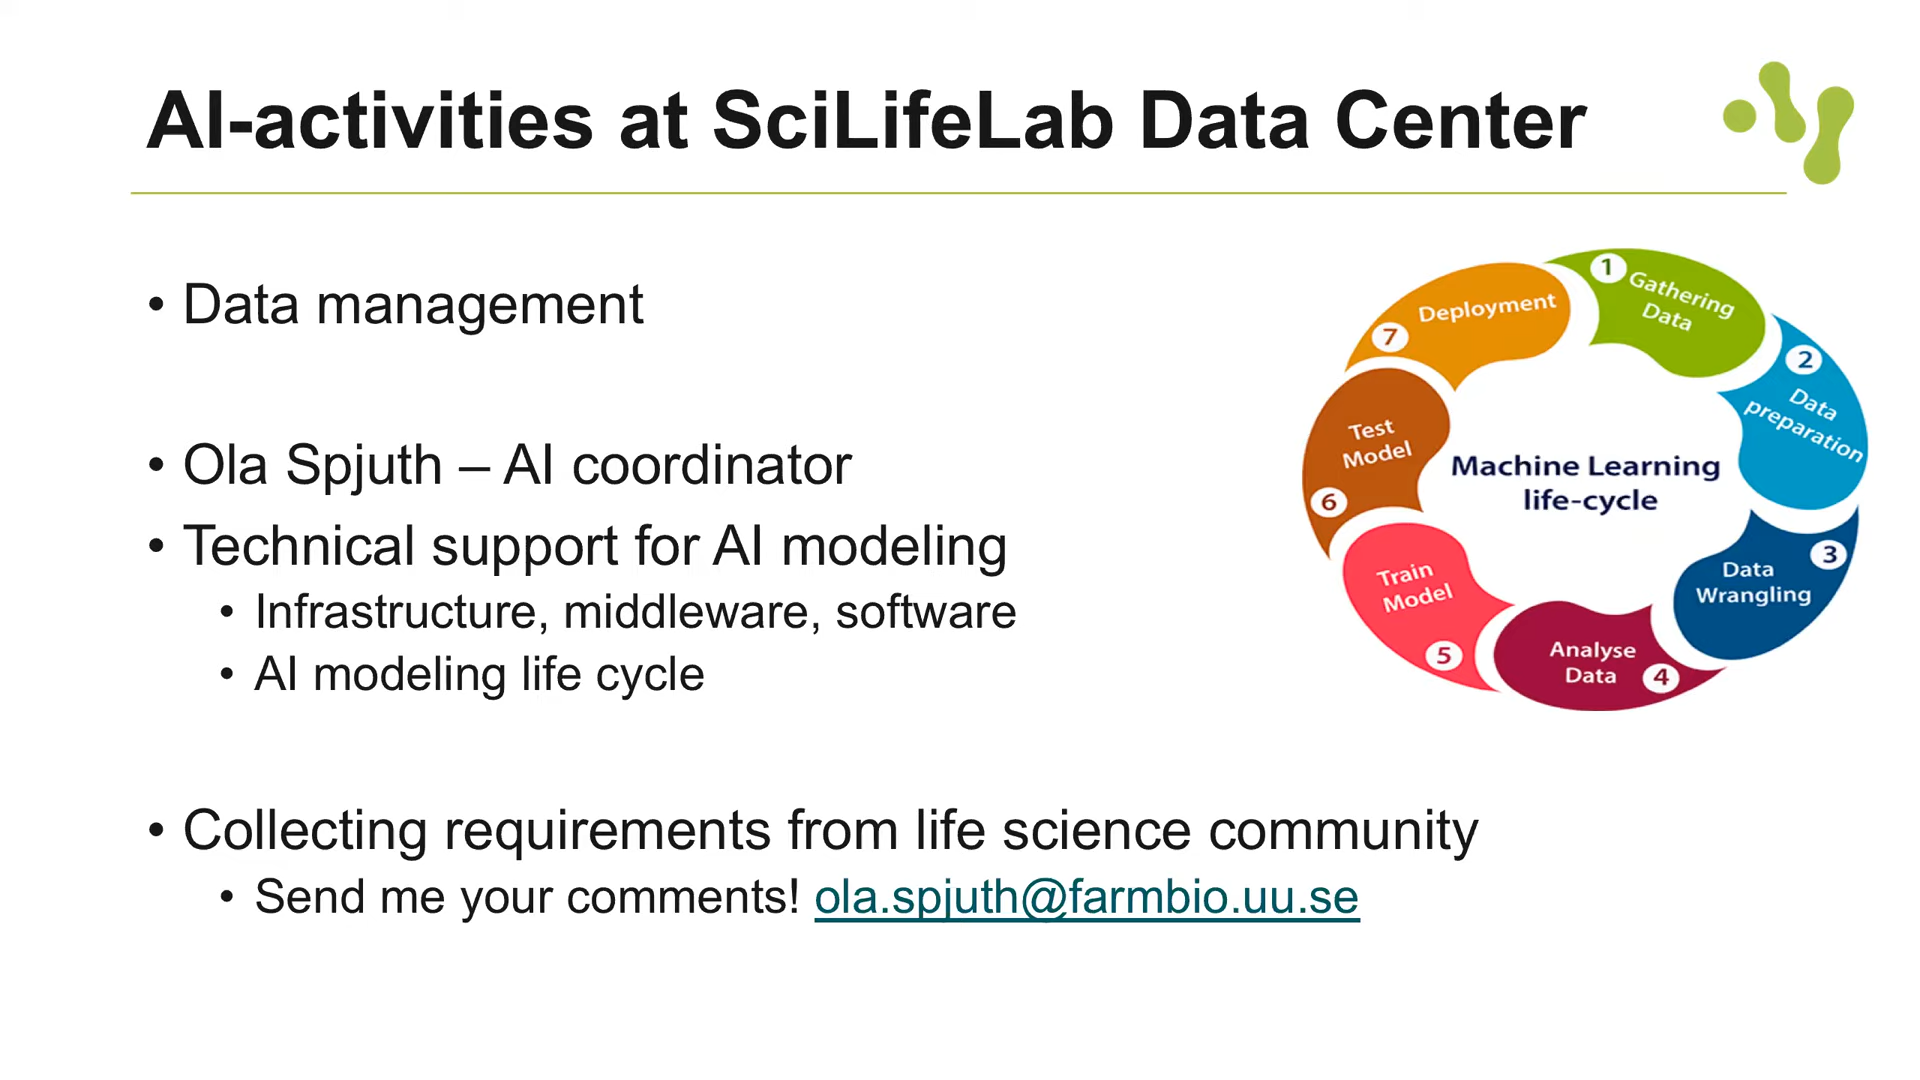 AI-activities at SciLifeLab Data Center
• Data management
• Ola Spjuth – AI coordinator
• Technical support for AI modeling
• Infrastructure, middleware, software
• AI modeling life cycle
• Collecting requirements from life science community
• Send me your comments! ola.spjuth@farmbio.uu.se
Machine Learning
life-cycle
1
Gathering
Data
2
Data
preparation
3
Data
Wrangling
Analyse
Data
4
Train
Model
5
Test
Model
6
Deployment
7